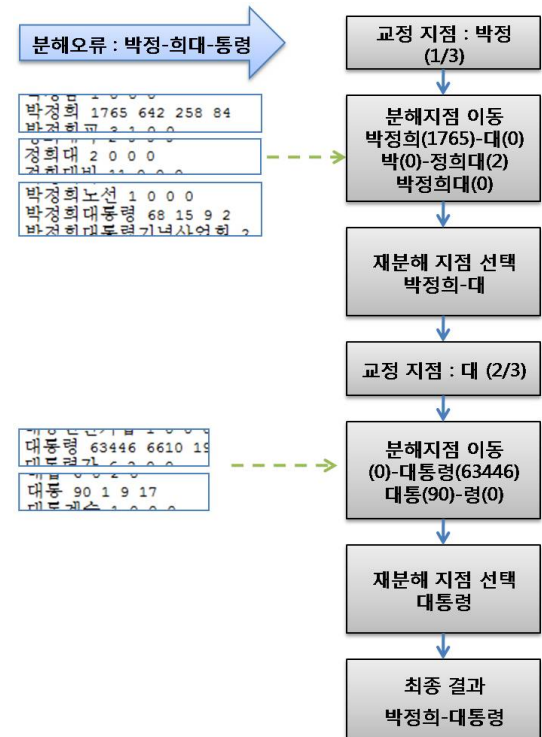 분해오류 : 박정-희대-통령
교정 지점 : 박정
(1/3)
박정희 1765 642 258 84
정희대 2 0 0 0
박정희노선 1 0 0 0
박정희대통령 68 15 9 2
분해지점 이동
박정희(1765)-대(0)
박(0)-정희대(2)
박정희대(0)
재분해 지점 선택
박정희-대
교정 지점 : 대 (2/3)
대통령 63446 6610 19
대통 90 1 9 17
분해지점 이동
(0)-대통령(63446)
대통(90)-령(0)
재분해 지점 선택
대통령
최종 결과
박정희-대통령